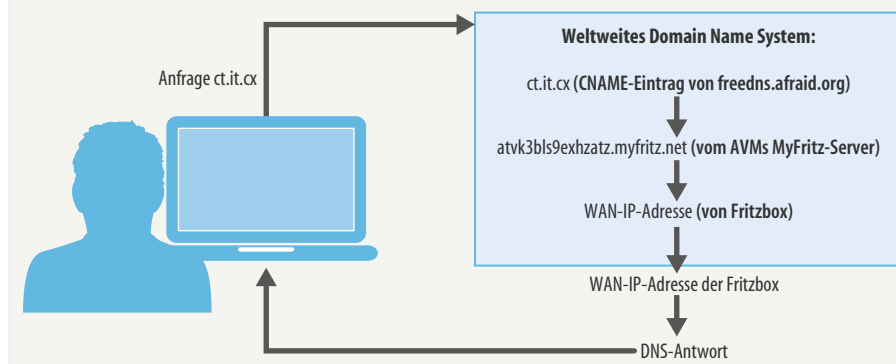 Weltweites Domain Name System:
Anfrage ct.it.cx
ct.it.cx (CNAME-Eintrag von freedns.afraid.org)
atvk3bls9exhzatz.myfritz.net (vom AVMs MyFritz-Server)
WAN-IP-Adresse (von Fritzbox)
WAN-IP-Adresse der Fritzbox
DNS-Antwort